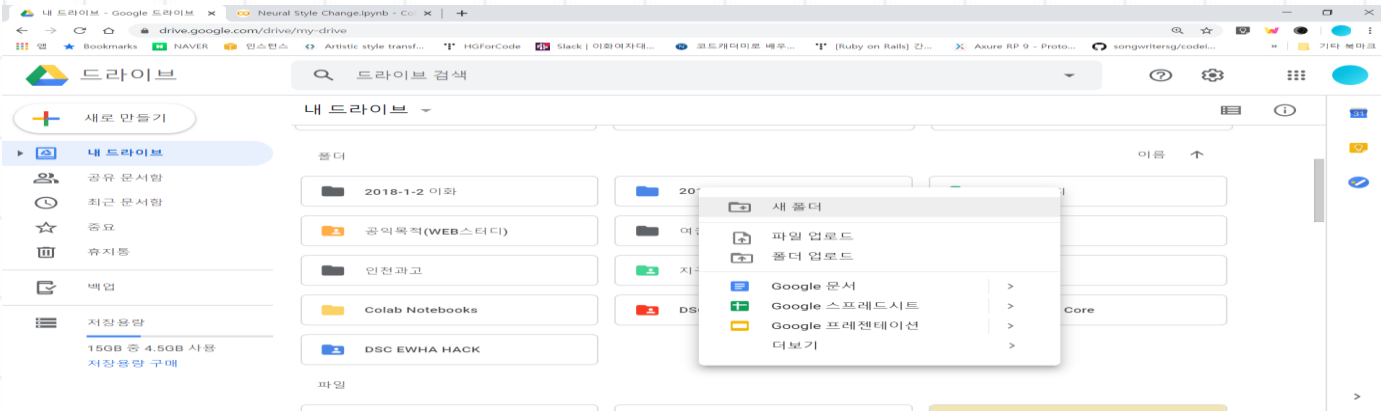 내 드라이브 - Google 드라이브
Neural Style Change.ipynb - Co
drive.google.com/drive/my-drive
앱 Bookmarks NAVER 인스턴스 Artistic style transf... HGForCode Slack | 이화여자대... 코드캐더미로 배우... [Ruby on Rails] 간... Axure RP 9 - Proto... songwritersg/codei... » 기타 북마크
드라이브
드라이브 검색
새로 만들기
내 드라이브
공유 문서함
최근 문서함
중요
휴지통
백업
저장용량
15GB 중 4.5GB 사용
저장용량 구매
내 드라이브
폴더
이름
2018-1-2 이화
공익목적(WEB스터디)
인천과고
Colab Notebooks
DS
Core
DSC EWHA HACK
파일
새 폴더
파일 업로드
폴더 업로드
Google 문서
Google 스프레드시트
Google 프레젠테이션
더보기
31